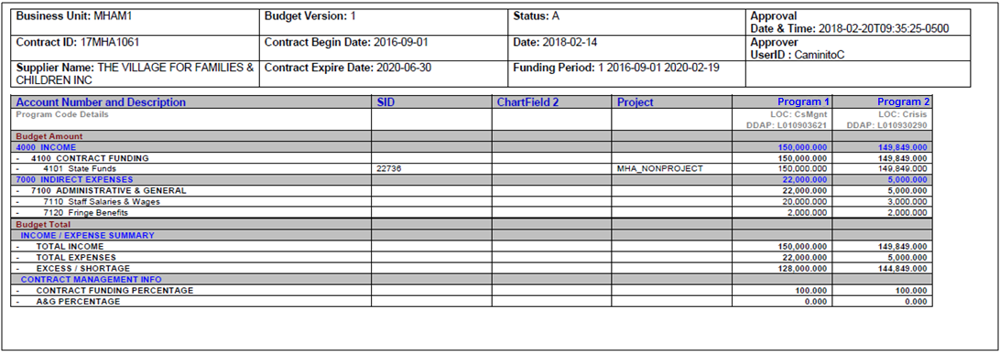 Business Unit: MHAM1 Budget Version: 1 Status: A Approval
Date & Time: 2018-02-20T09:35:25-0500
Contract ID: 17MHA1061 Contract Begin Date: 2016-09-01 Date: 2018-02-14 Approver
UserID : CaminitoC
Supplier Name: THE VILLAGE FOR FAMILIES & Contract Expire Date: 2020-06-30 Funding Period: 1 2016-09-01 2020-02-19
CHILDREN INC
Account Number and Description SID ChartField 2 Project Program 1 Program 2
Program Code Details LOC: CsMgnt LOC: Crisis
DDAP: L010903621 DDAP: L010930290
Budget Amount
4000 INCOME 150,000.000 149,849.000
- 4100 CONTRACT FUNDING 150,000.000 149,849.000
- 4101 State Funds 22736 MHA_NONPROJECT 150,000.000 149,849.000
7000 INDIRECT EXPENSES 22,000.000 5,000.000
- 7100 ADMINISTRATIVE & GENERAL 22,000.000 5,000.000
- 7110 Staff Salaries & Wages 20,000.000 3,000.000
- 7120 Fringe Benefits 2,000.000 2,000.000
Budget Total
INCOME / EXPENSE SUMMARY
- TOTAL INCOME 150,000.000 149,849.000
- TOTAL EXPENSES 22,000.000 5,000.000
- EXCESS / SHORTAGE 128,000.000 144,849.000
CONTRACT MANAGEMENT INFO
- CONTRACT FUNDING PERCENTAGE 100.000 100.000
- A&G PERCENTAGE 0.000 0.000